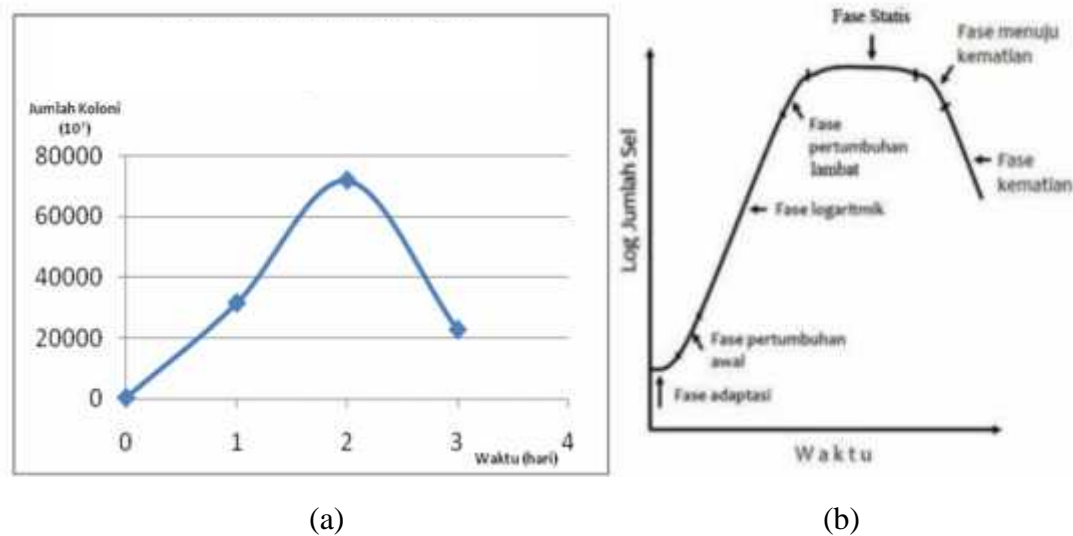 Jumlah Koloni
(10⁷)
80000
60000
40000
20000
0
0
1
2
3
4
Waktu (hari)
(a)
Fase Statis
Fase menuju
kematian
Fase
pertumbuhan
lambat
Fase
kematian
Fase logaritmik
Fase pertumbuhan
awal
Fase adaptasi
Log Jumlah Sel
Waktu
(b)